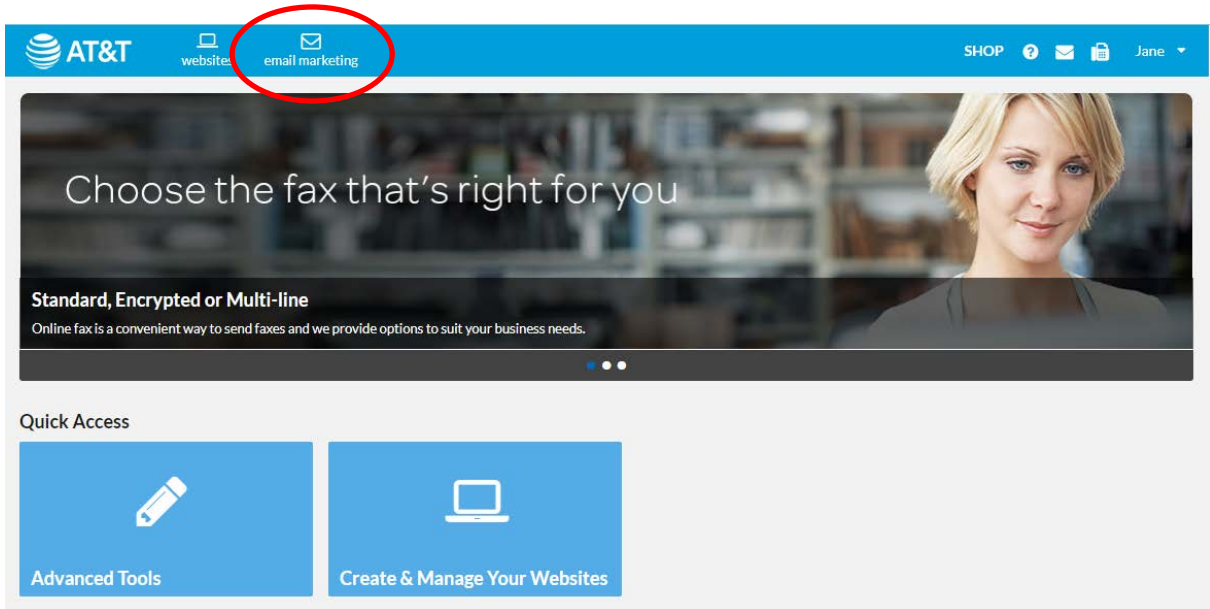 AT&T
websites
email marketing
SHOP
?
Jane
Choose the fax that's right for you
Standard, Encrypted or Multi-line
Online fax is a convenient way to send faxes and we provide options to suit your business needs.
Quick Access
Advanced Tools
Create & Manage Your Websites